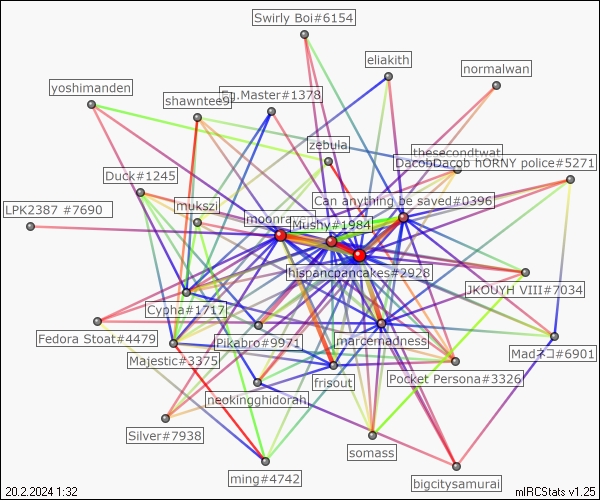 Swirly Boi#6154
eliakith
normalwan
yoshimanden
shawntee9
Ep.Master#1378
zebula
thesecondtwat
DacobDacob HORNY police#5271
Duck#1245
mukszi
Can anything be saved#0396
LPK2387 #7690
moonra
Mushy#1984
hispancpancakes#2928
JKOUYH VIII#7034
Cypha#1717
Fedora Stoat#4479
Pikabro#9971
marcemadness
Madネコ#6901
Majestic#3375
frisout
Pocket Persona#3326
neokingghidorah
Silver#7938
somass
ming#4742
bigcitysamurai
20.2.2024 1:32
mIRCStats v1.25